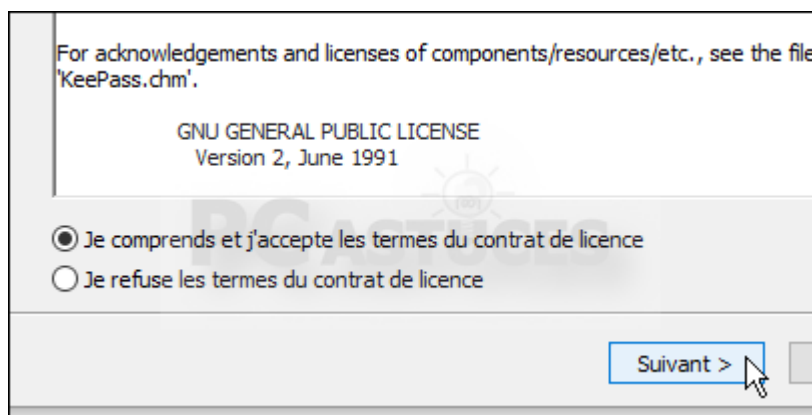 For acknowledgements and licenses of components/resources/etc., see the file
'KeePass.chm'.
GNU GENERAL PUBLIC LICENSE
Version 2, June 1991
PC ASTUCES
Je comprends et j'accepte les termes du contrat de licence
Je refuse les termes du contrat de licence
Suivant >